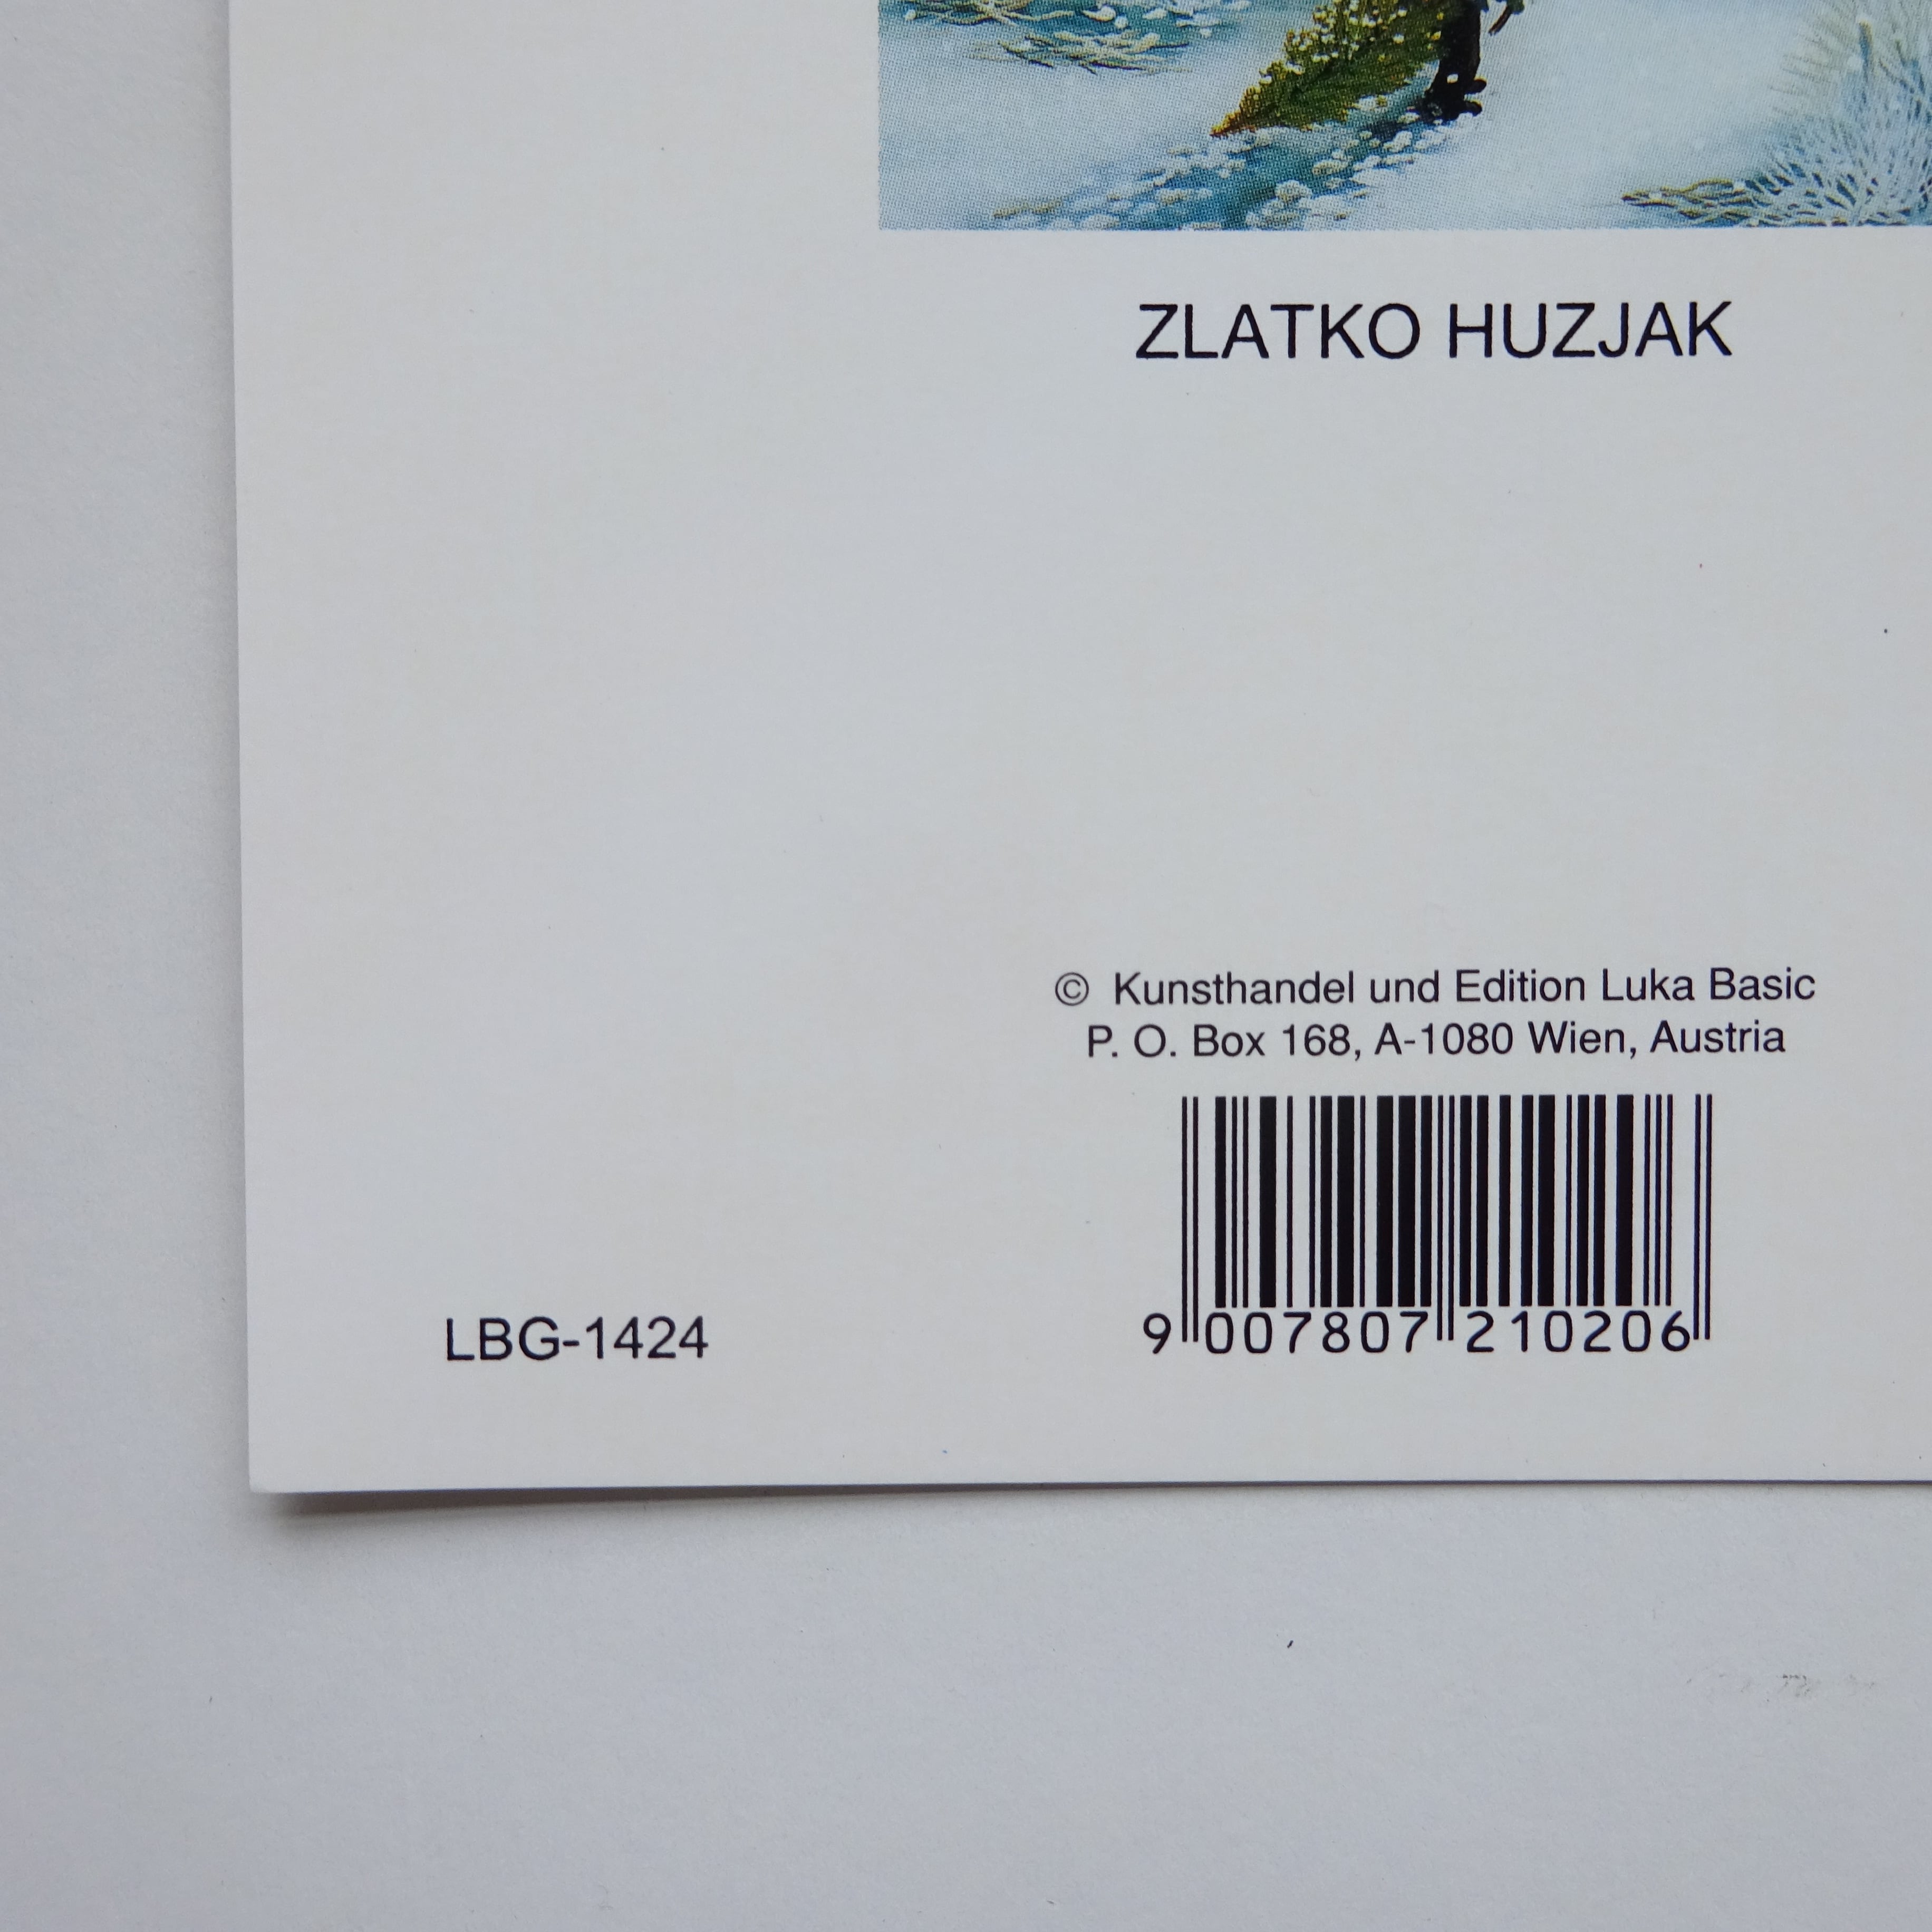 ZLATKO HUZJAK
© Kunsthandel und Edition Luka Basic
P. O. Box 168, A-1080 Wien, Austria
9 007807 210206
LBG-1424